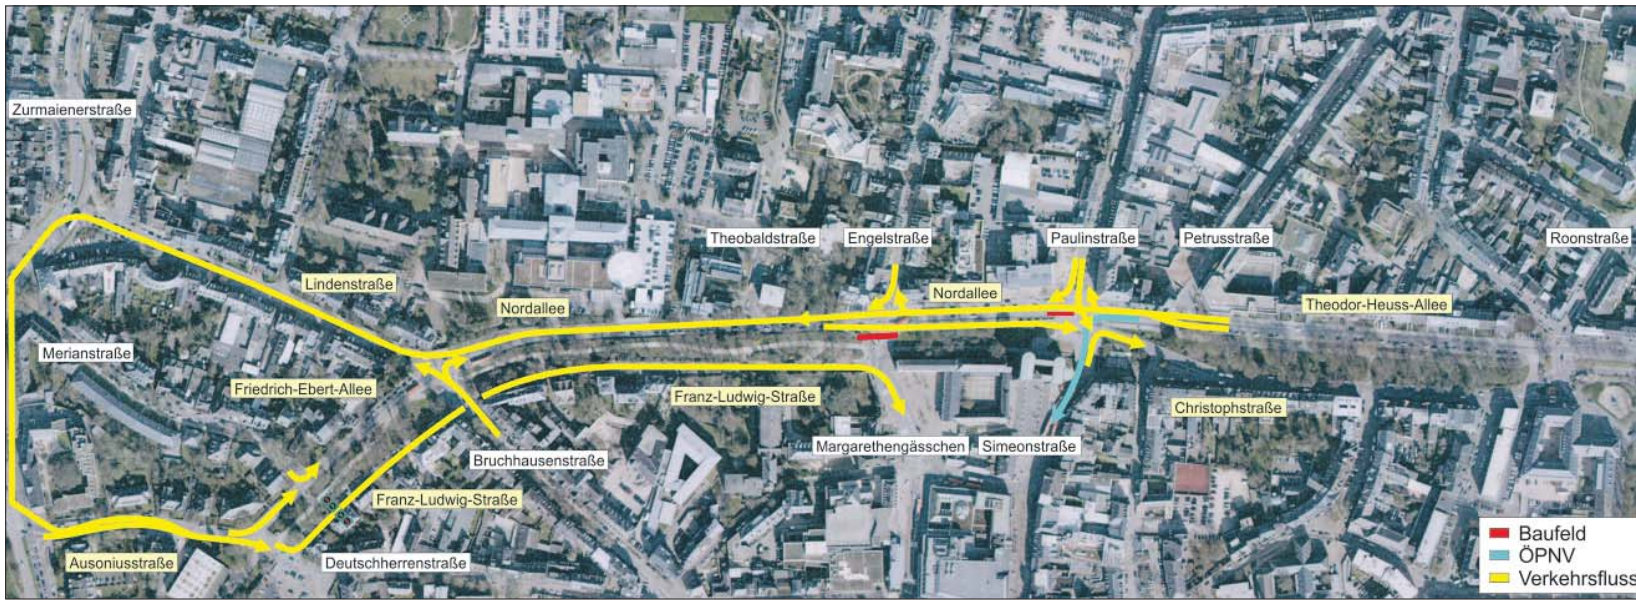 Zurmaienerstraße
Theobaldstraße
Engelstraße
Paulinstraße
Petrusstraße
Roonstraße
Lindenstraße
Nordallee
Nordallee
Theodor-Heuss-Allee
Merianstraße
Friedrich-Ebert-Allee
Franz-Ludwig-Straße
Christophstraße
Margarethengässchen
Simeonstraße
Bruchhausenstraße
Franz-Ludwig-Straße
Ausoniusstraße
Deutschherrenstraße
Baufeld
ÖPNV
Verkehrsfluss